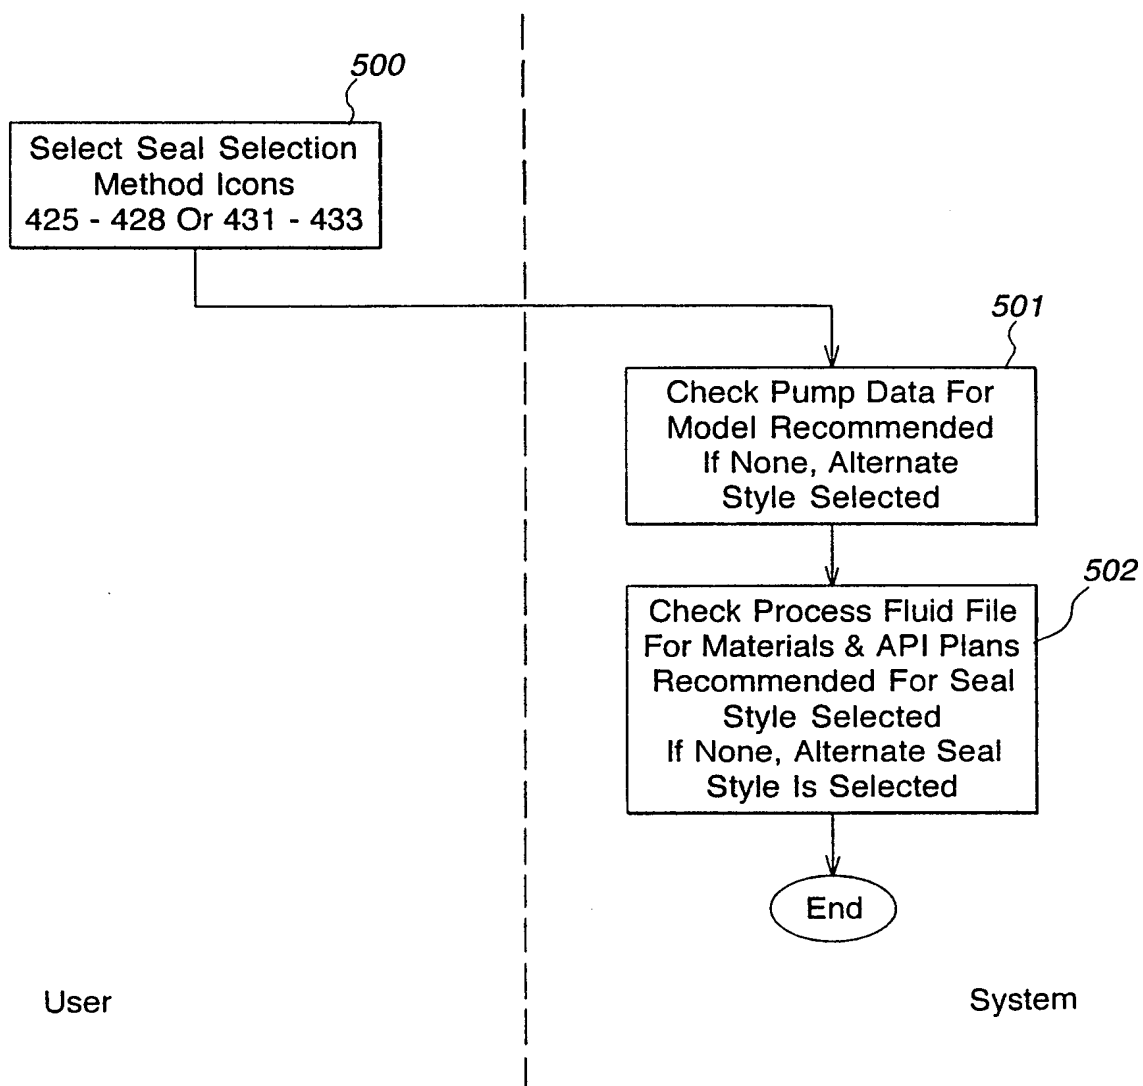 500
Select Seal Selection
Method Icons
425 - 428 Or 431 - 433
501
Check Pump Data For
Model Recommended
If None, Alternate
Style Selected
502
Check Process Fluid File
For Materials & API Plans
Recommended For Seal
Style Selected
If None, Alternate Seal
Style Is Selected
End
User
System